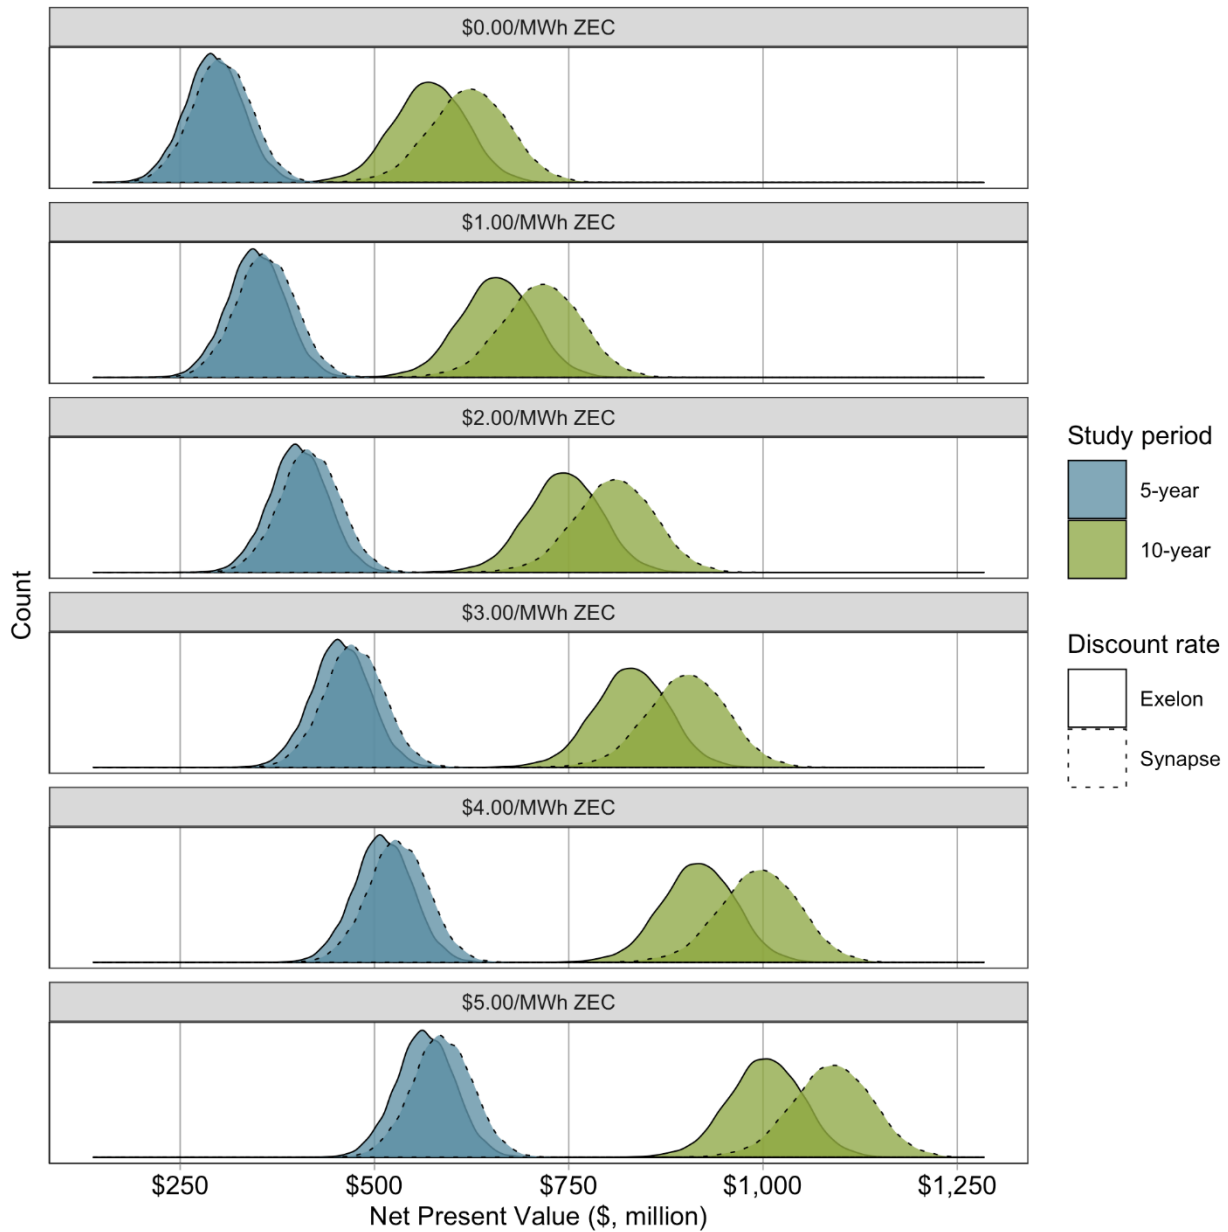 $0.00/MWh ZEC
$1.00/MWh ZEC
$2.00/MWh ZEC
$3.00/MWh ZEC
$4.00/MWh ZEC
$5.00/MWh ZEC
Count
$250 $500 $750 $1,000 $1,250
Net Present Value ($, million)
Study period
5-year
10-year
Discount rate
Exelon
Synapse